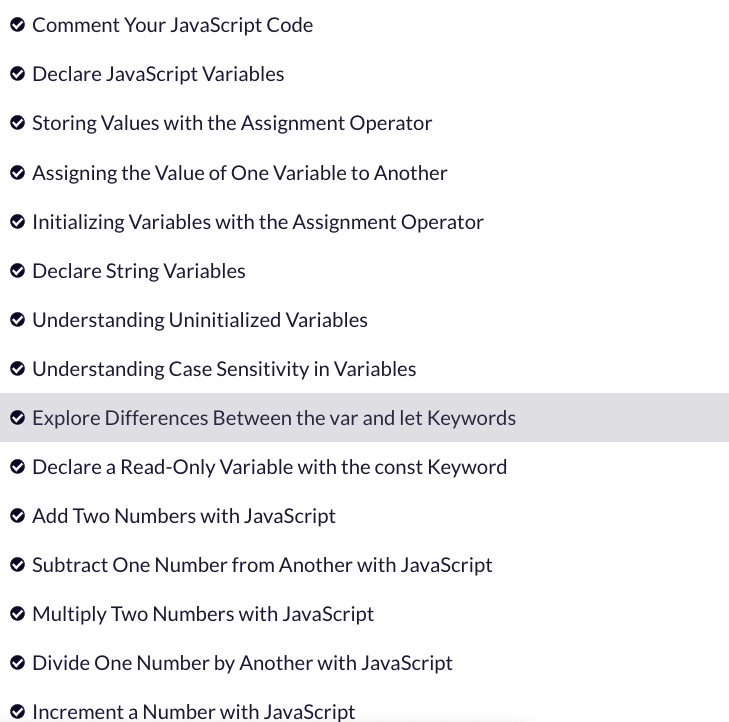 Comment Your JavaScript Code
Declare JavaScript Variables
Storing Values with the Assignment Operator
Assigning the Value of One Variable to Another
Initializing Variables with the Assignment Operator
Declare String Variables
Understanding Uninitialized Variables
Understanding Case Sensitivity in Variables
Explore Differences Between the var and let Keywords
Declare a Read-Only Variable with the const Keyword
Add Two Numbers with JavaScript
Subtract One Number from Another with JavaScript
Multiply Two Numbers with JavaScript
Divide One Number by Another with JavaScript
Increment a Number with JavaScript